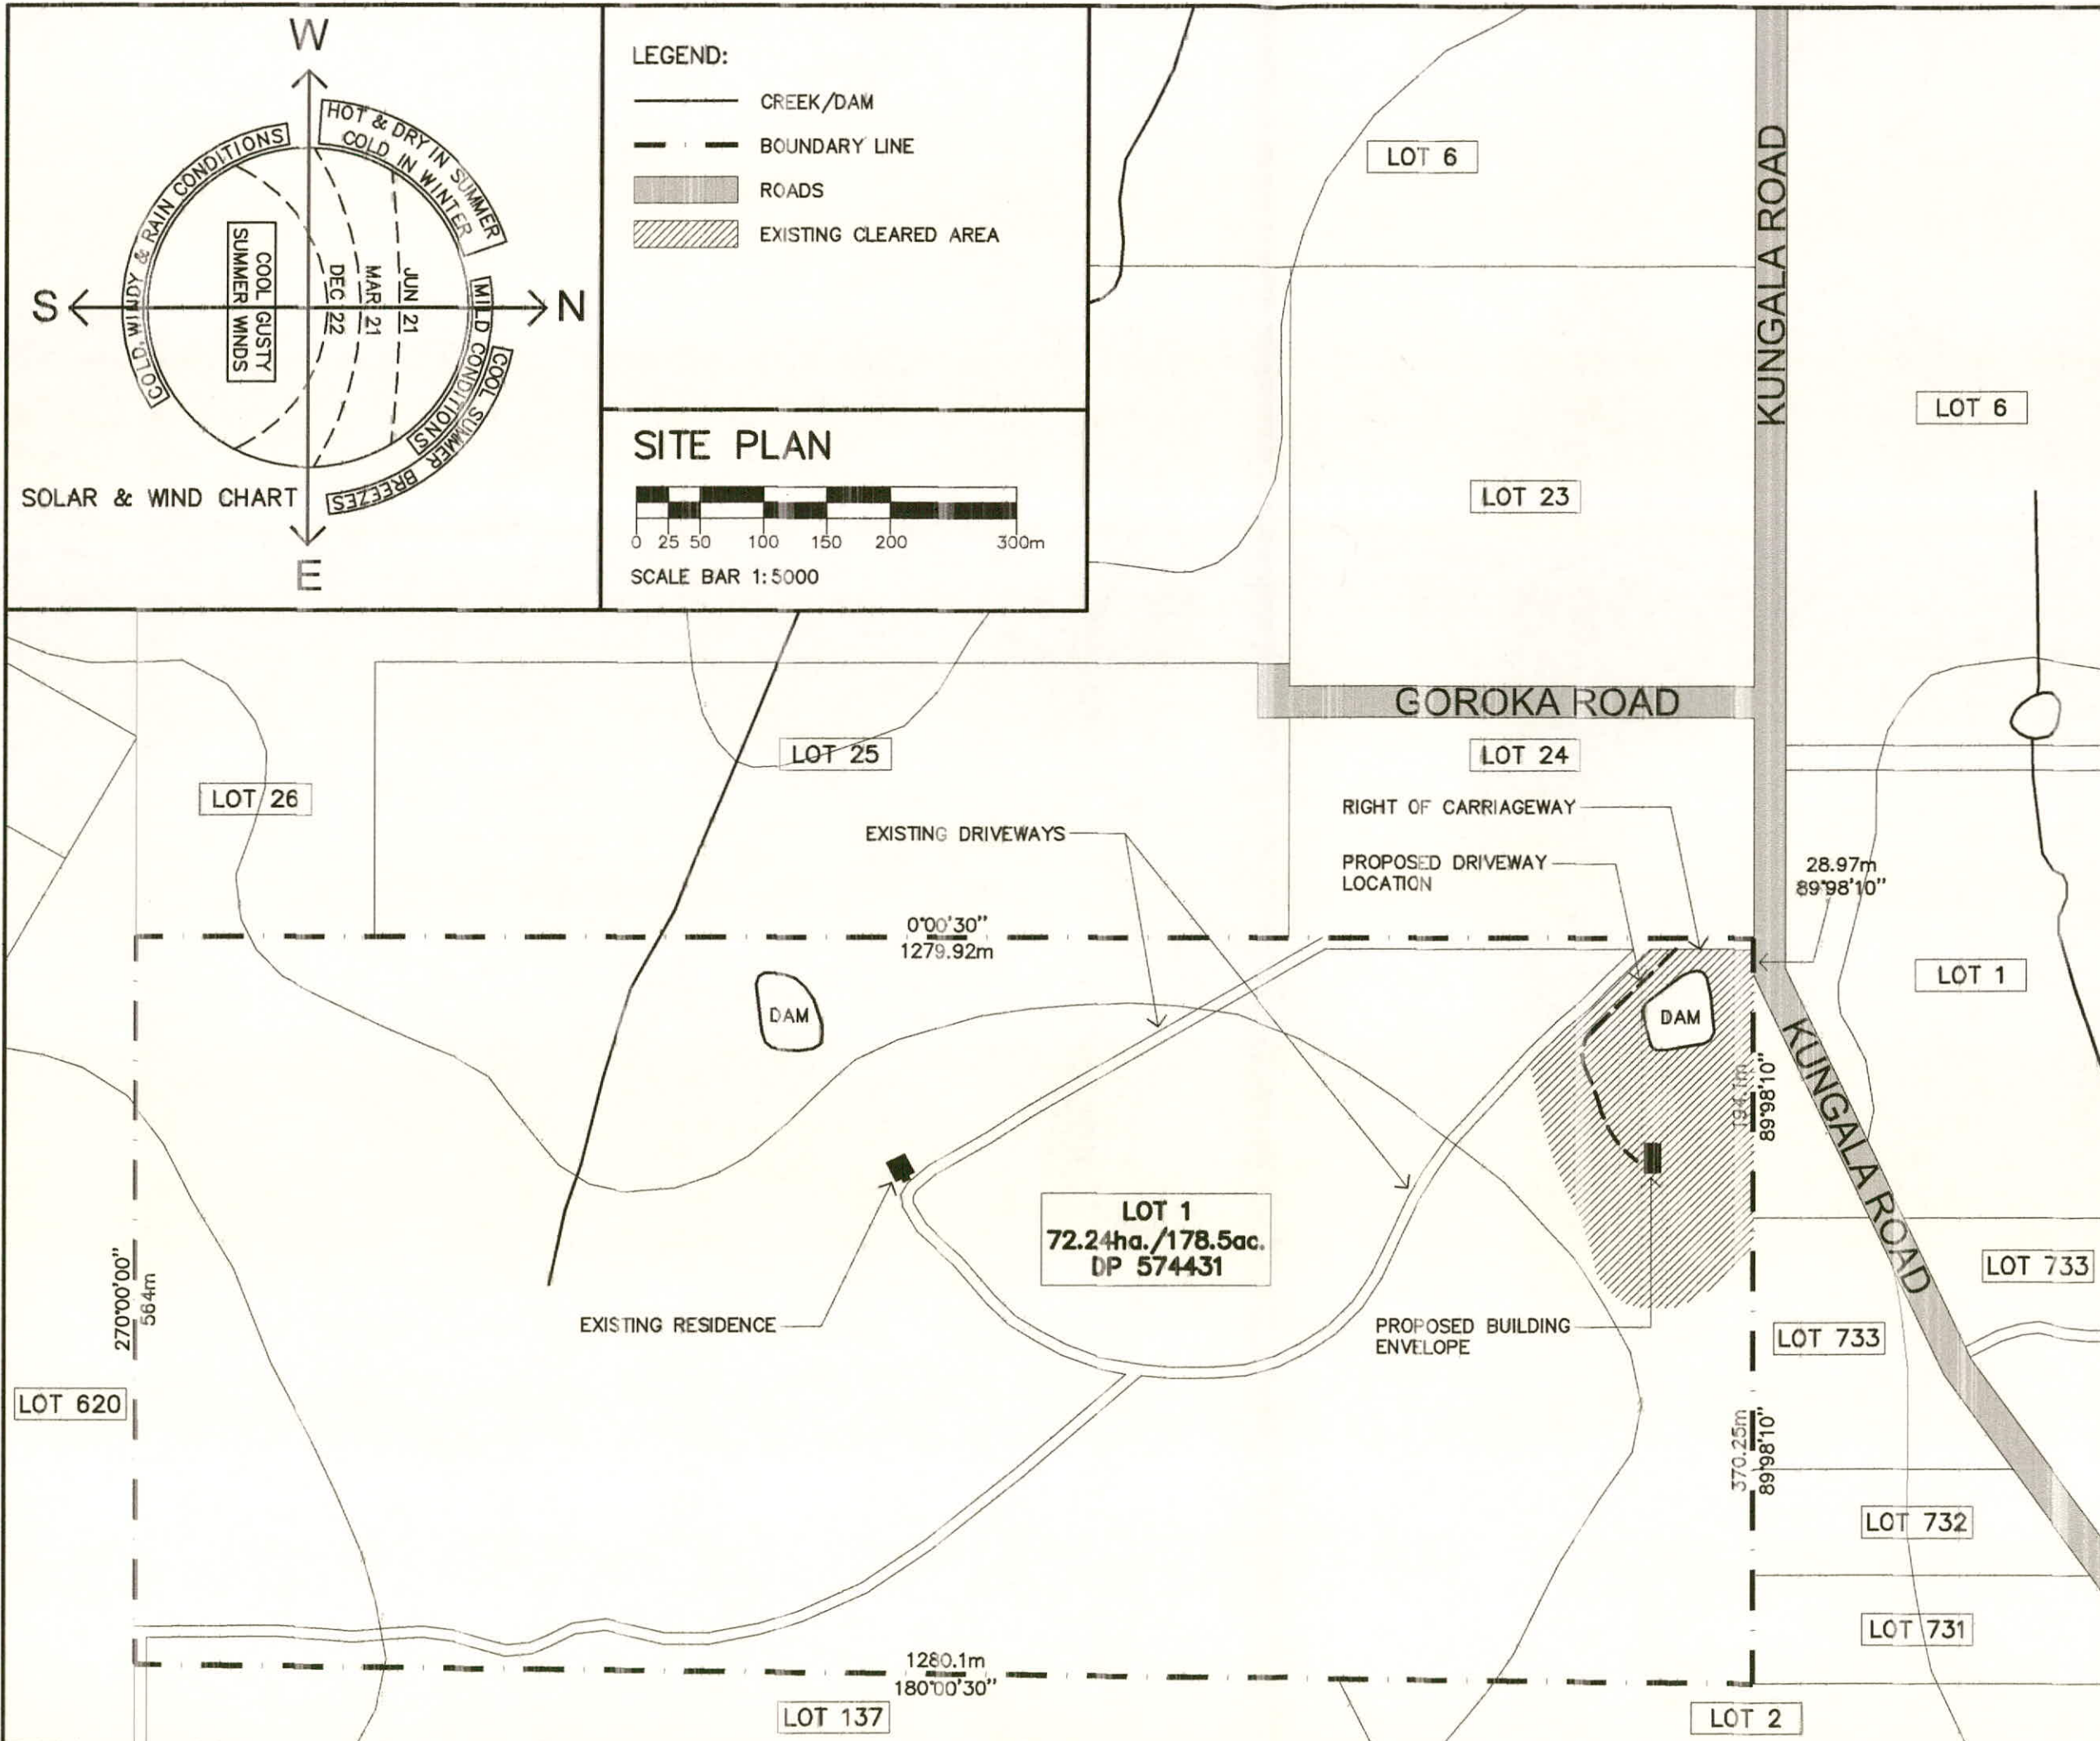 W
HOT & DRY IN SUMMER
COLD IN WINTER
COLD, WINDY & RAIN CONDITIONS
COOL GUSTY
SUMMER WINDS
DEC 22
MAR 21
JUN 21
S
N
MILD CONDITIONS
COOL SUMMER BREEZES
SOLAR & WIND CHART
E
LEGEND:
CREEK/DAM
BOUNDARY LINE
ROADS
EXISTING CLEARED AREA
SITE PLAN
0 25 50 100 150 200 300m
SCALE BAR 1:5000
LOT 6
KUNGALA ROAD
LOT 6
LOT 23
GOROKA ROAD
LOT 25
LOT 24
LOT 26
RIGHT OF CARRIAGEWAY
EXISTING DRIVEWAYS
PROPOSED DRIVEWAY
LOCATION
28.97m
89°98'10"
0°00'30"
1279.92m
LOT 1
DAM
DAM
194.1m
89°98'10"
KUNGALA ROAD
LOT 1
72.24ha./178.5ac.
DP 574431
270°00'00"
564m
EXISTING RESIDENCE
PROPOSED BUILDING
ENVELOPE
LOT 733
LOT 733
LOT 620
370.25m
89°98'10"
LOT 732
LOT 731
1280.1m
180°00'30"
LOT 137
LOT 2